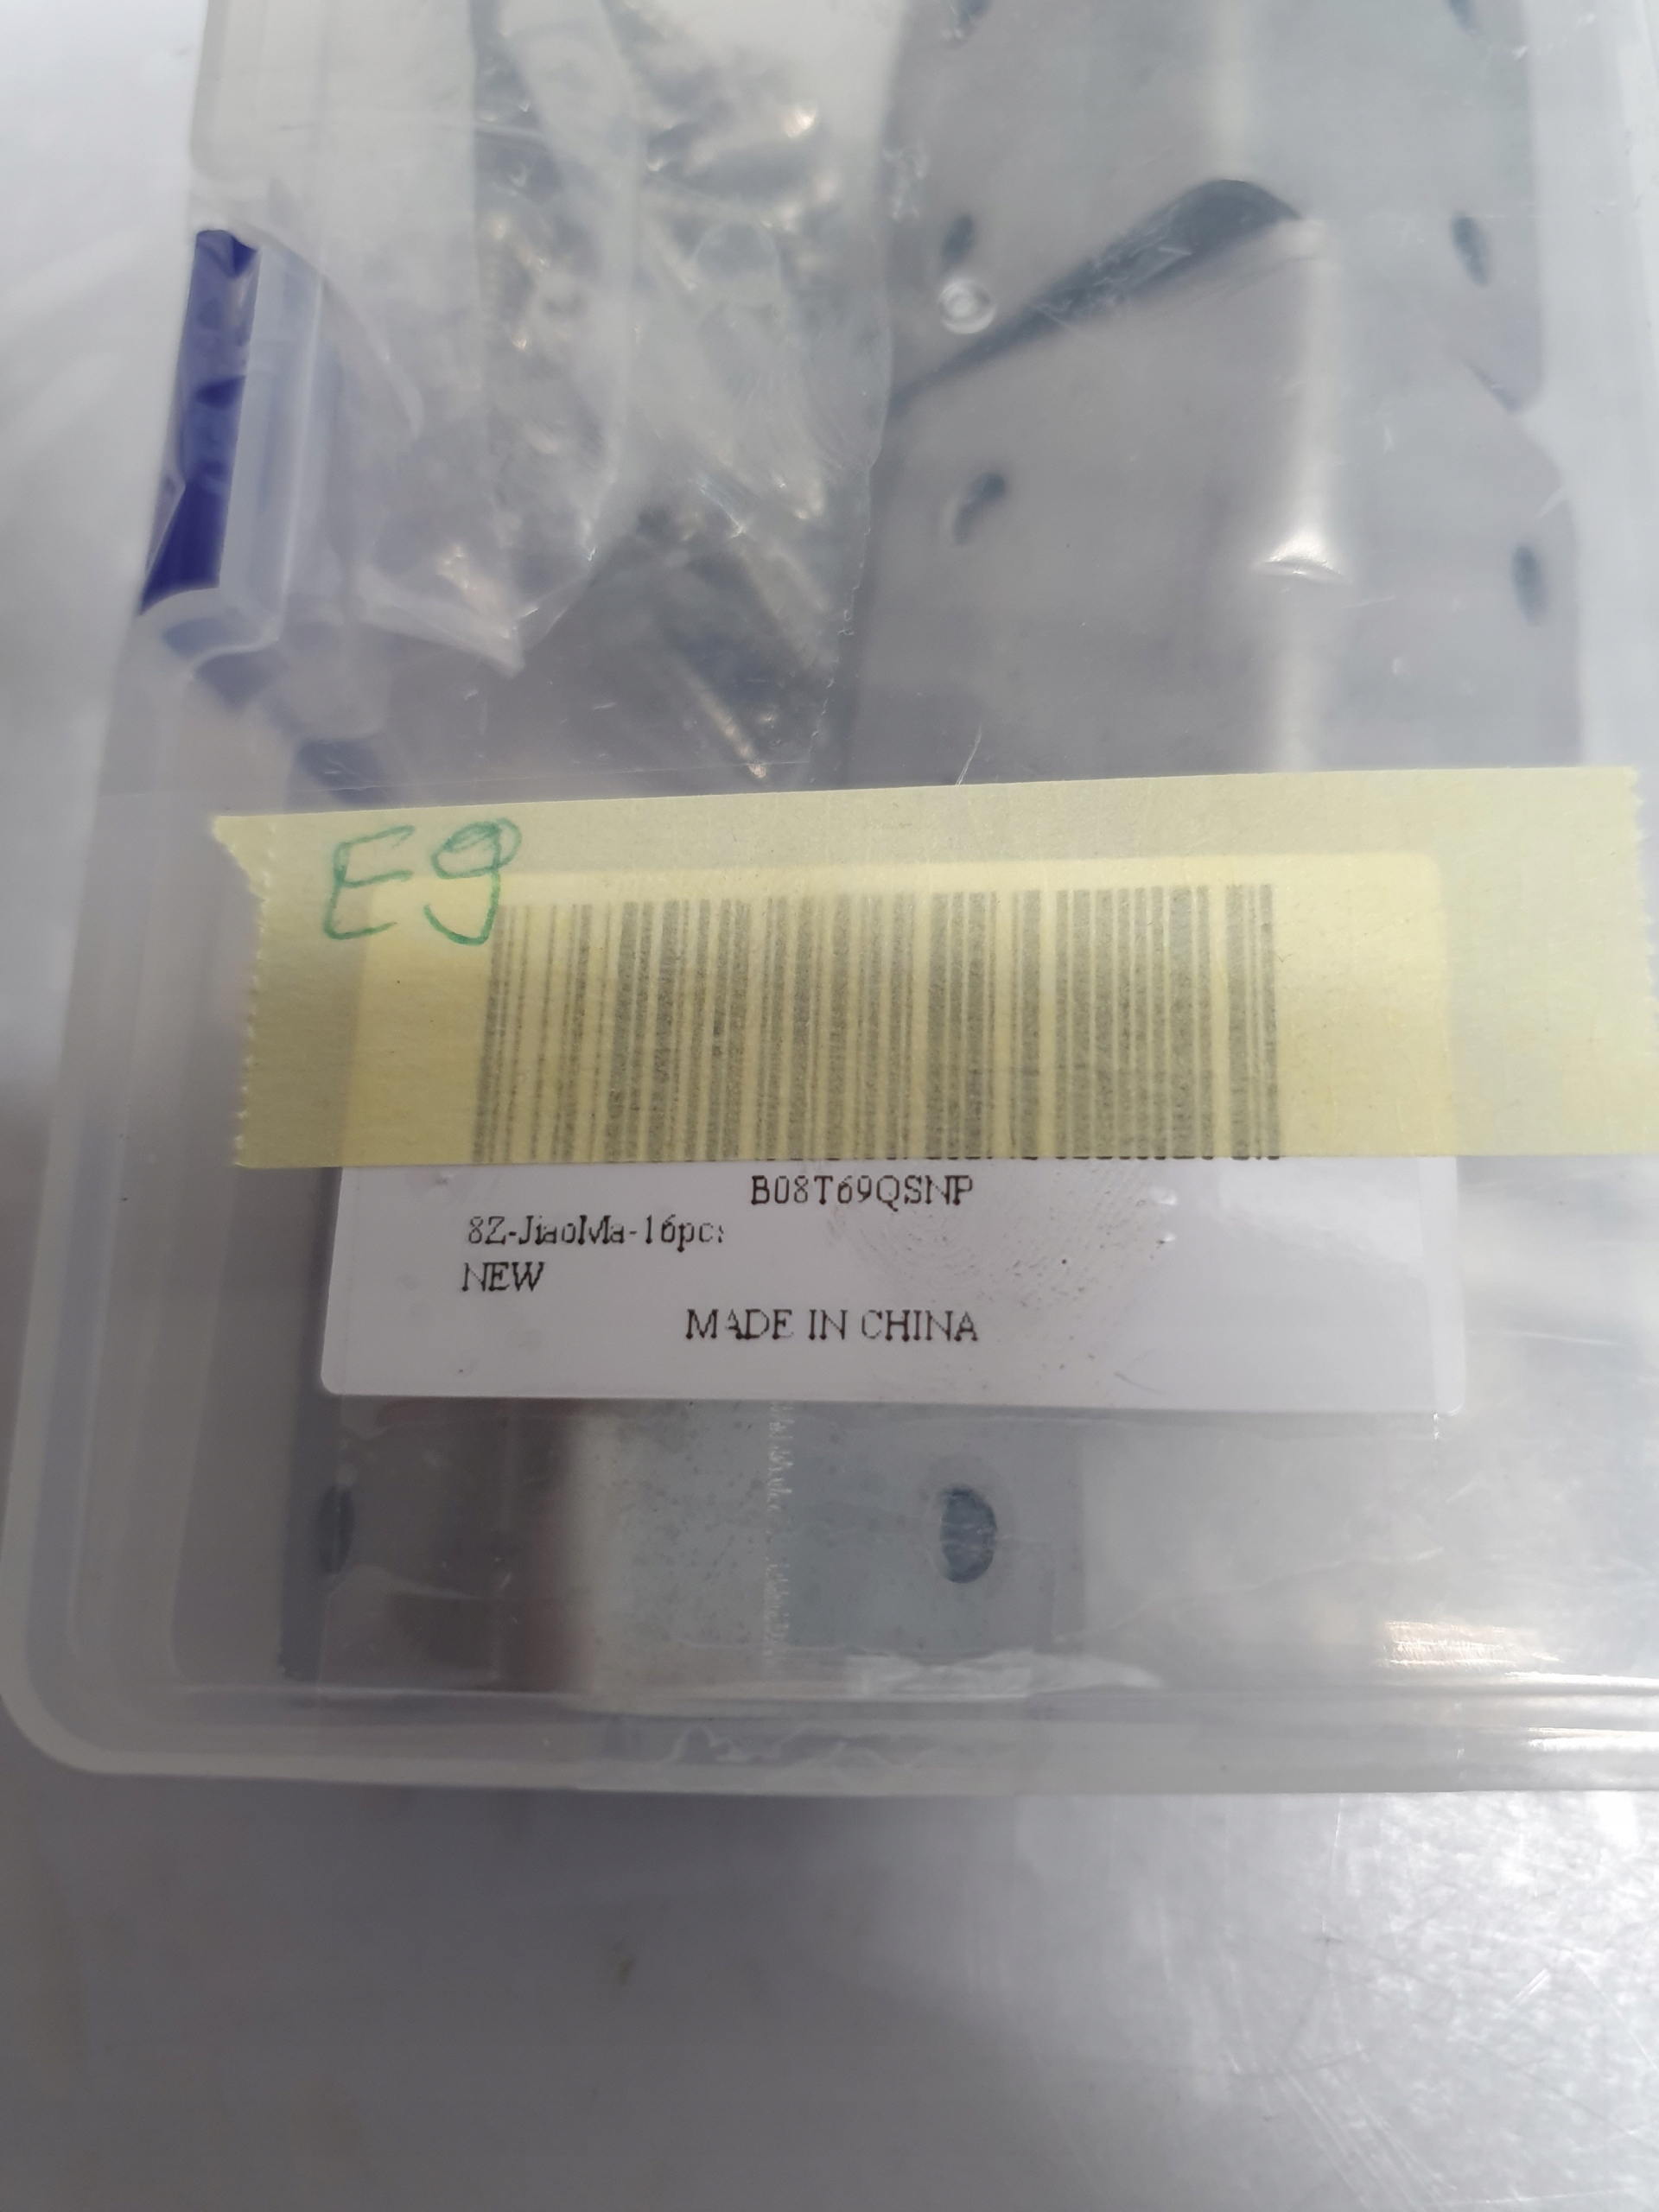 E9
B08T69QSNP
8Z-JiaoMa-16pcs
NEW
MADE IN CHINA